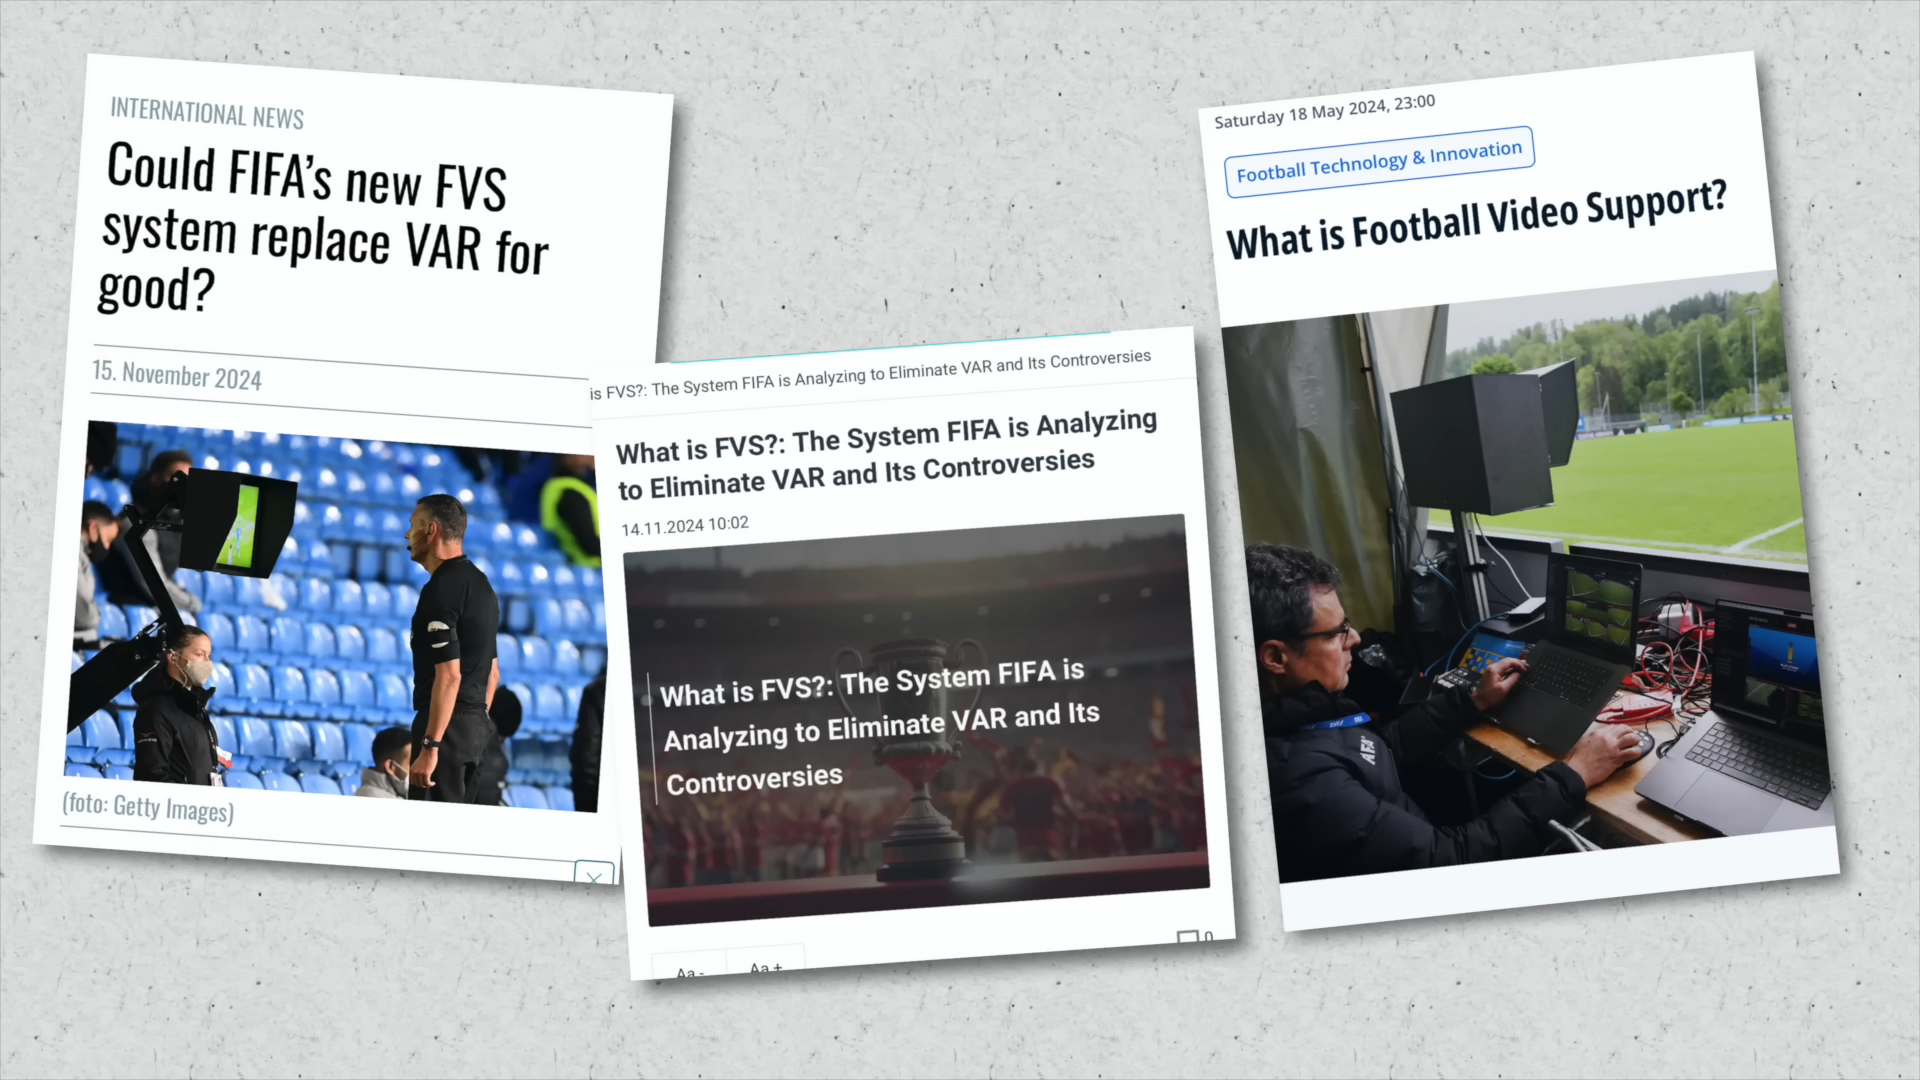 INTERNATIONAL NEWS
Could FIFA's new FVS
system replace VAR for
good?
15. November 2024
(foto: Getty Images)
is FVS?: The System FIFA is Analyzing to Eliminate VAR and Its Controversies
What is FVS?: The System FIFA is Analyzing
to Eliminate VAR and Its Controversies
14.11.2024 10:02
What is FVS?: The System FIFA is
Analyzing to Eliminate VAR and Its
Controversies
Aa -
Aa +
0
Saturday 18 May 2024, 23:00
Football Technology & Innovation
What is Football Video Support?
AFA